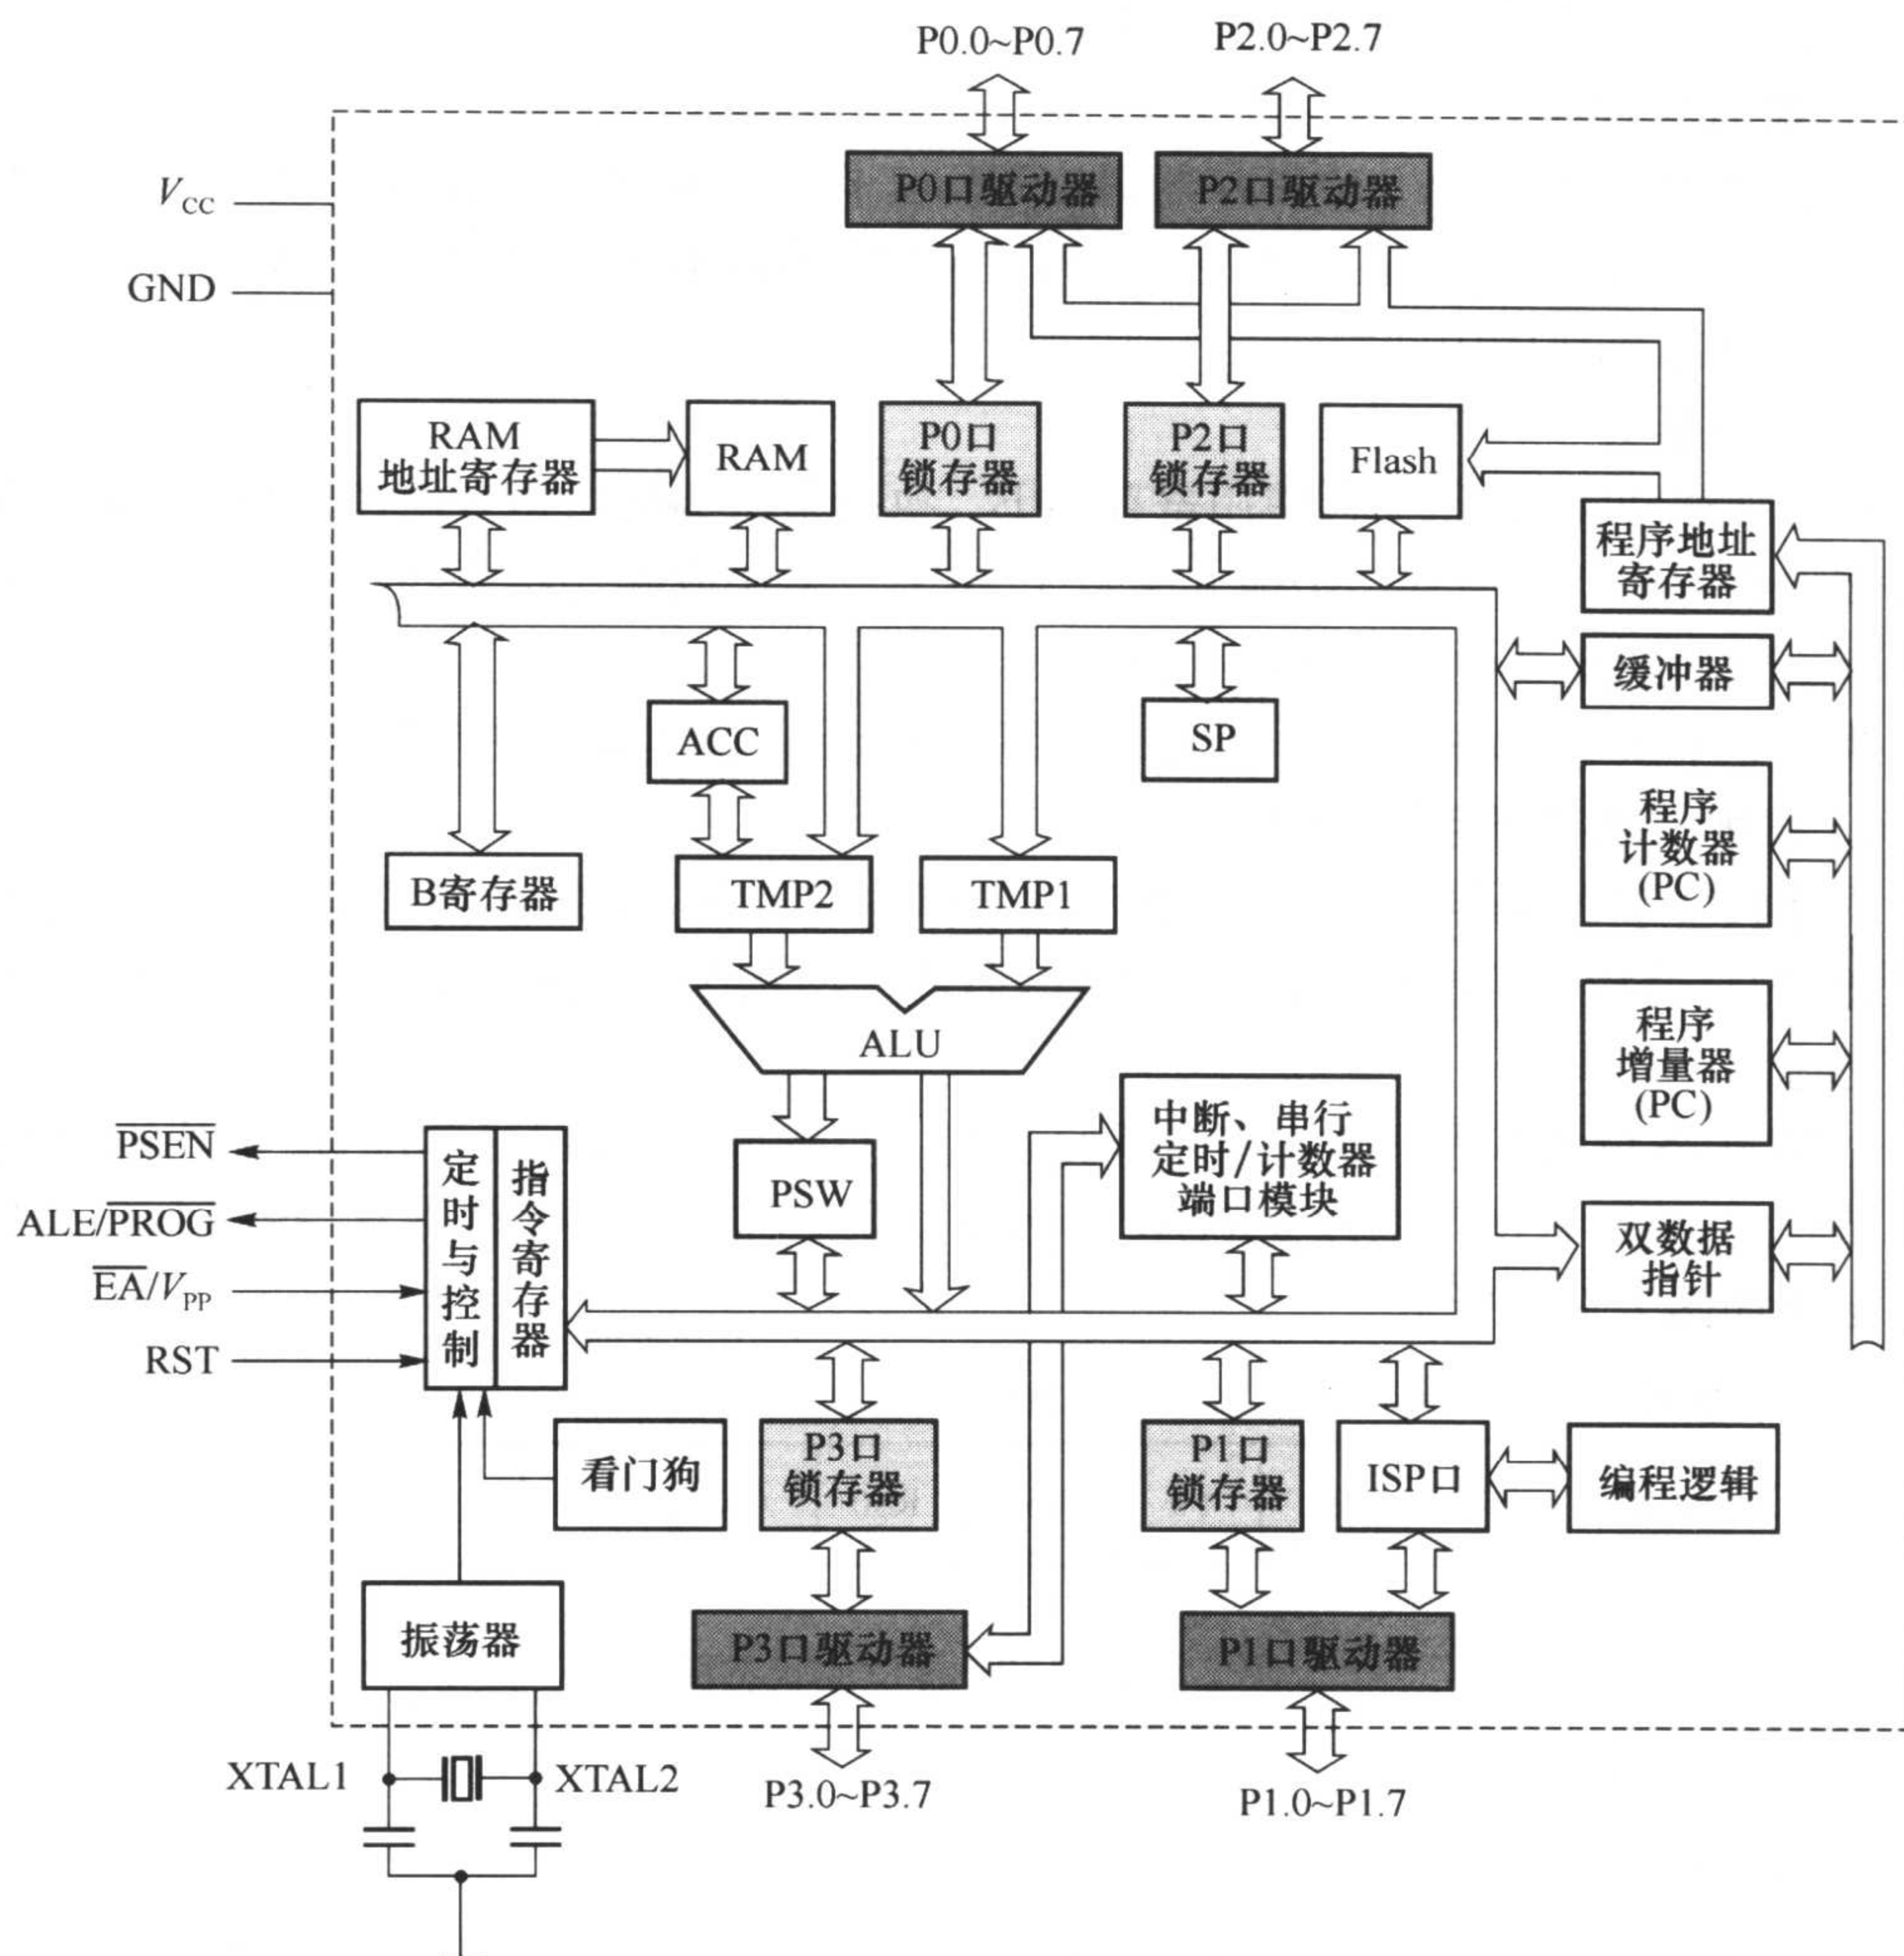 P0.0~P0.7
P2.0~P2.7
VCC
GND
P0口驱动器
P2口驱动器
RAM
地址寄存器
RAM
P0口
锁存器
P2口
锁存器
Flash
程序地址
寄存器
缓冲器
ACC
SP
程序
计数器
(PC)
B寄存器
TMP2
TMP1
程序
增量器
(PC)
ALU
PSEN
ALE/PROG
EA/VPP
RST
定时与控制
指令寄存器
PSW
中断、串行
定时/计数器
端口模块
双数据
指针
看门狗
P3口
锁存器
P1口
锁存器
ISP口
编程逻辑
振荡器
P3口驱动器
P1口驱动器
XTAL1
XTAL2
P3.0~P3.7
P1.0~P1.7